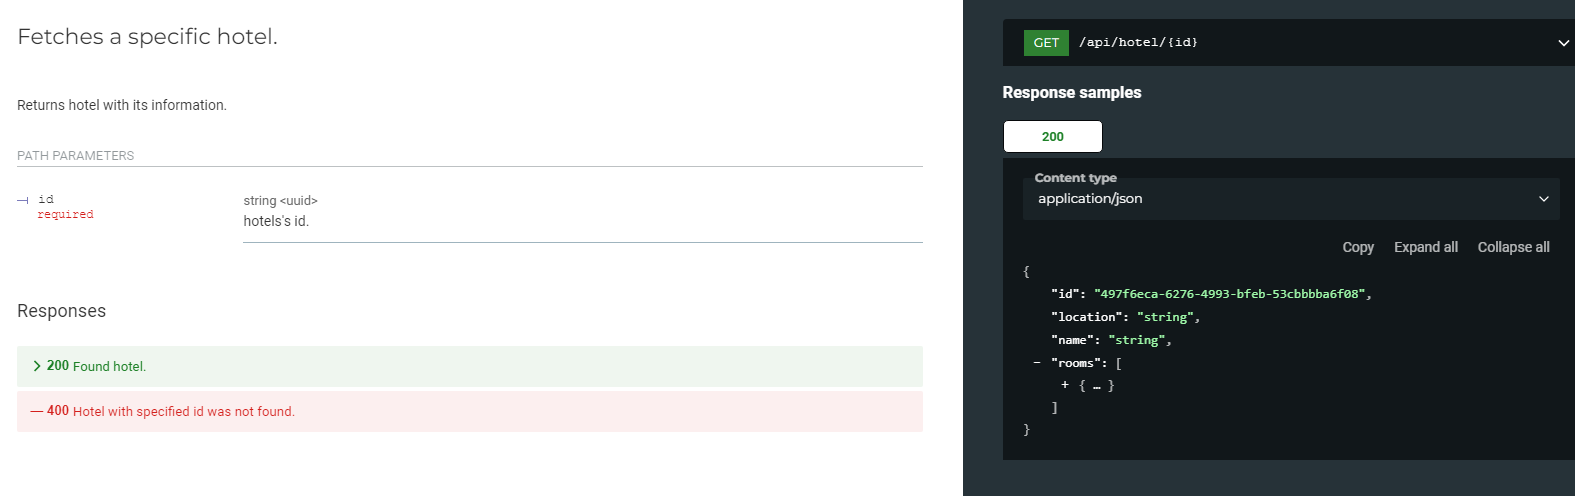 Fetches a specific hotel.
Returns hotel with its information.
PATH PARAMETERS
id
required
string <uuid>
hotels's id.
Responses
200 Found hotel.
— 400 Hotel with specified id was not found.
GET /api/hotel/{id}
Response samples
200
Content type
application/json
Copy Expand all Collapse all
{
"id": "497f6eca-6276-4993-bfeb-53cbbbba6f08",
"location": "string",
"name": "string",
− "rooms": [
+ { … }
]
}